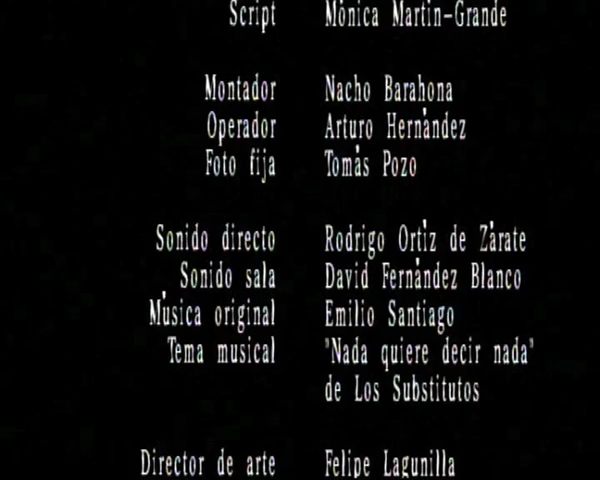 Script Mónica Martín-Grande
Montador Nacho Barahona
Operador Arturo Hernández
Foto fija Tomás Pozo
Sonido directo Rodrigo Ortíz de Zárate
Sonido sala David Fernández Blanco
Música original Emilio Santiago
Tema musical "Nada quiere decir nada"
de Los Substitutos
Director de arte Felipe Lagunilla